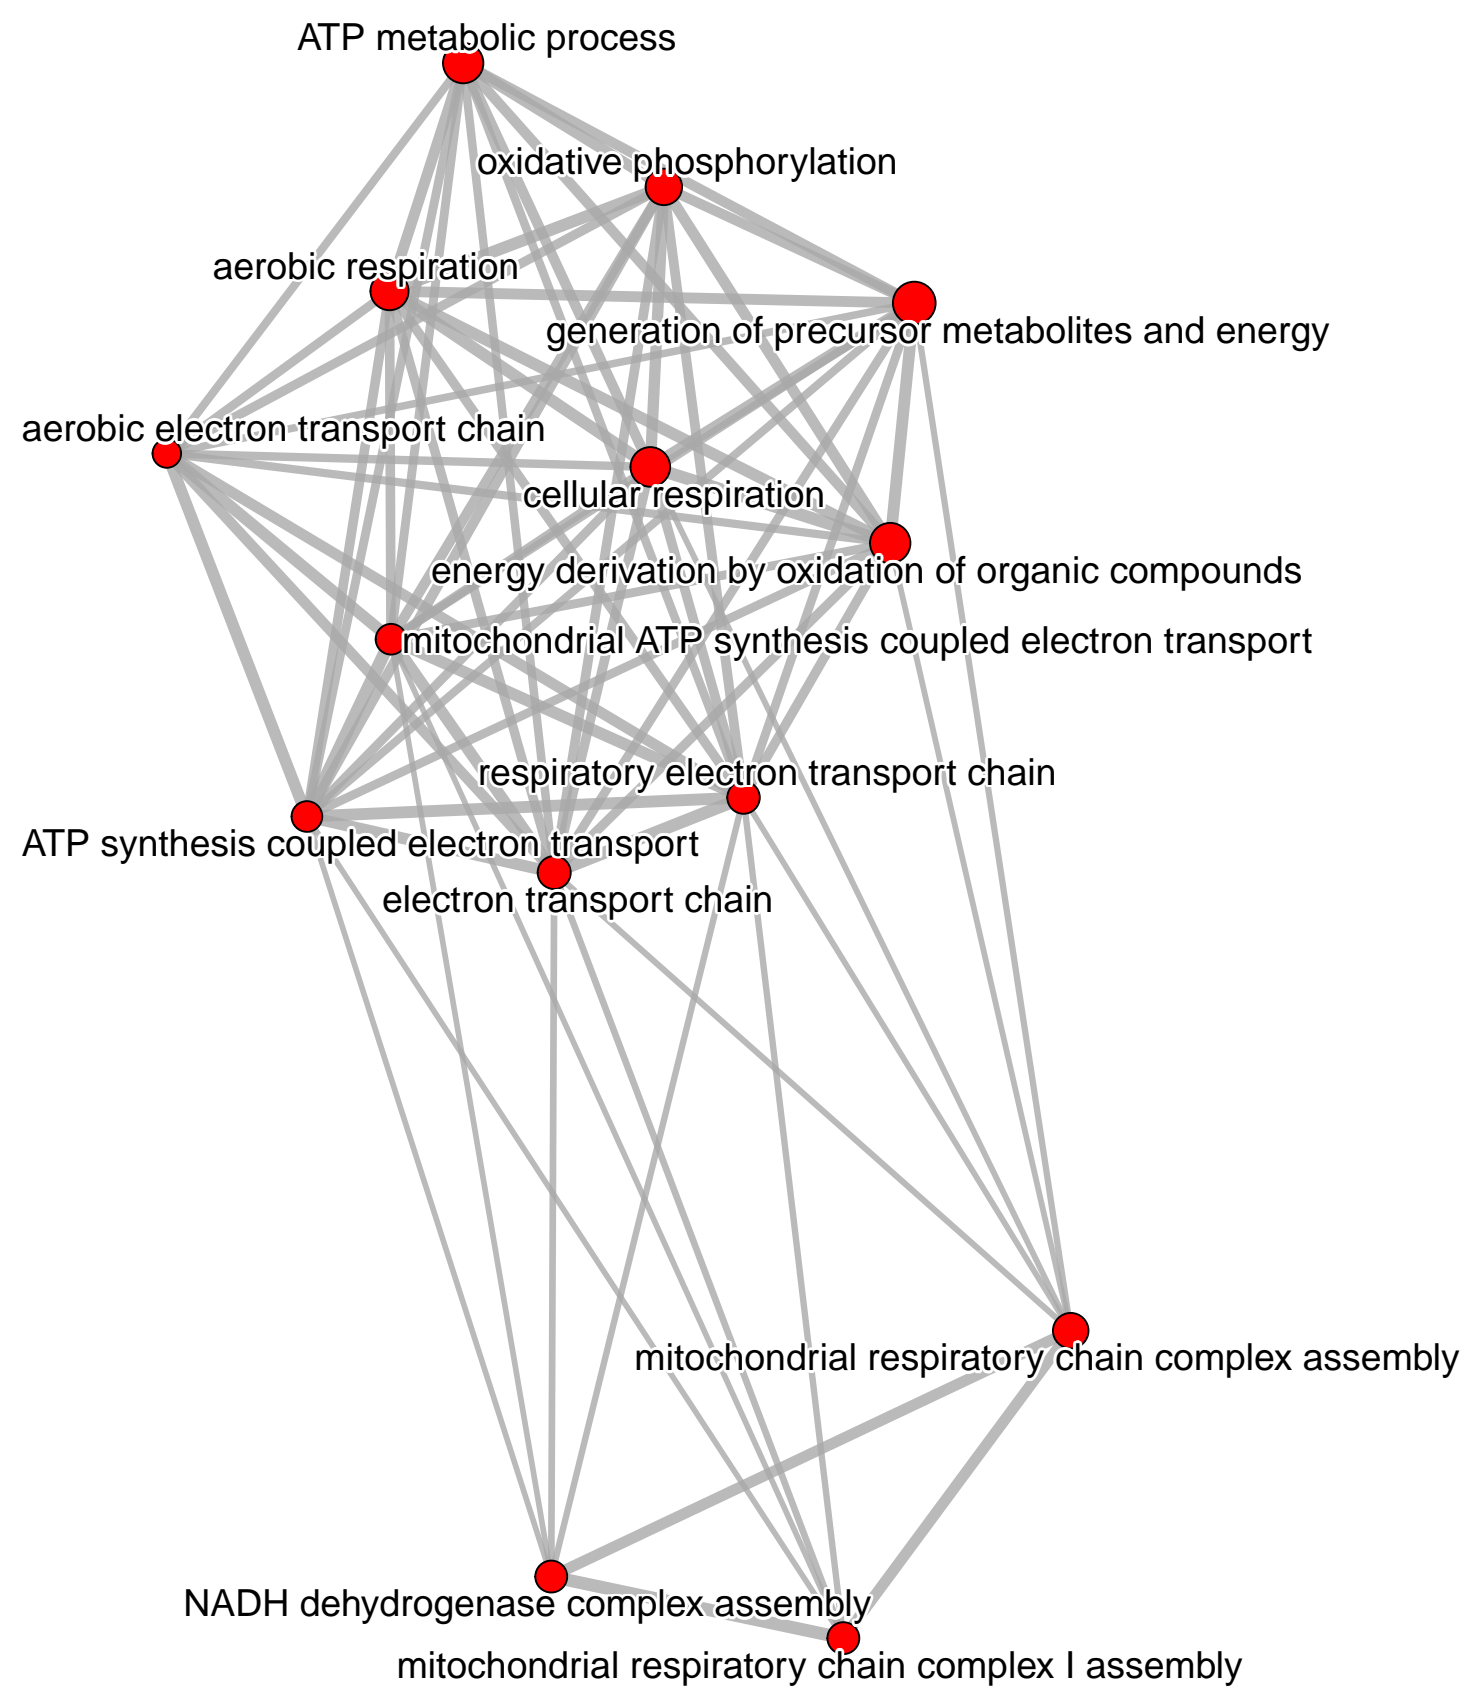 ATP metabolic process
oxidative phosphorylation
aerobic respiration
generation of precursor metabolites and energy
aerobic electron transport chain
cellular respiration
energy derivation by oxidation of organic compounds
mitochondrial ATP synthesis coupled electron transport
respiratory electron transport chain
ATP synthesis coupled electron transport
electron transport chain
mitochondrial respiratory chain complex assembly
NADH dehydrogenase complex assembly
mitochondrial respiratory chain complex I assembly